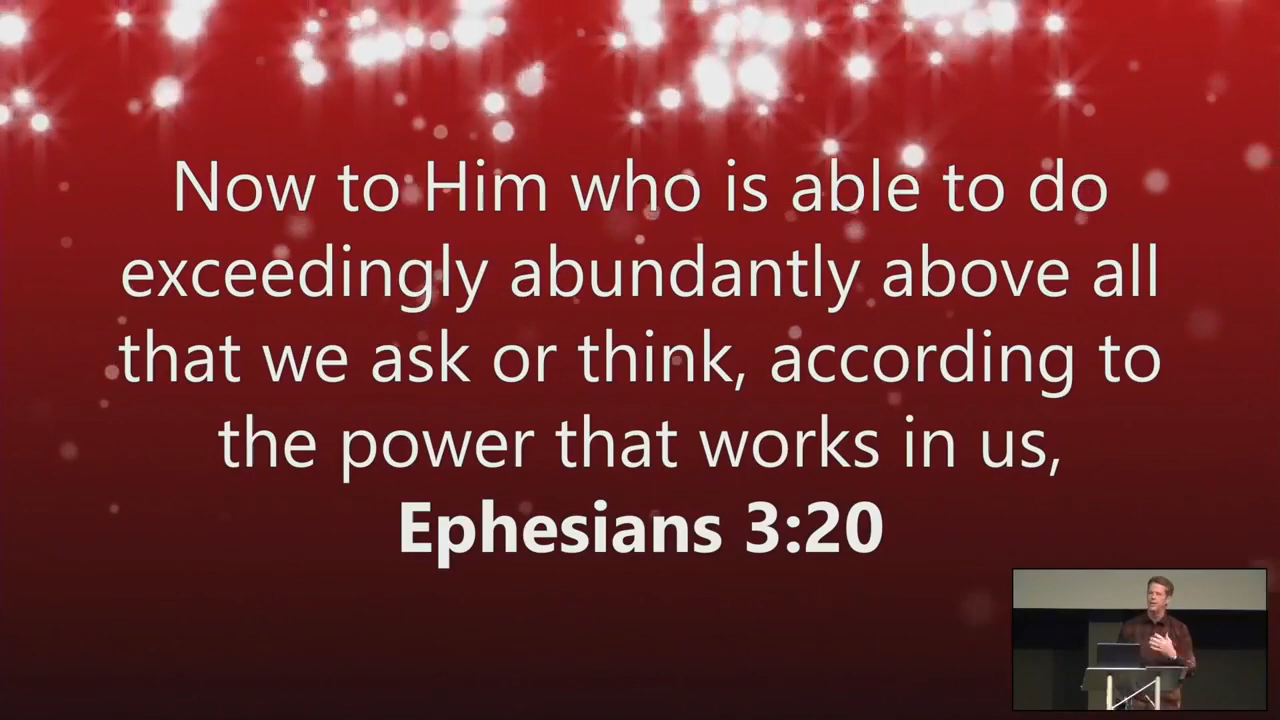 Now to Him who is able to do
exceedingly abundantly above all
that we ask or think, according to
the power that works in us,
Ephesians 3:20